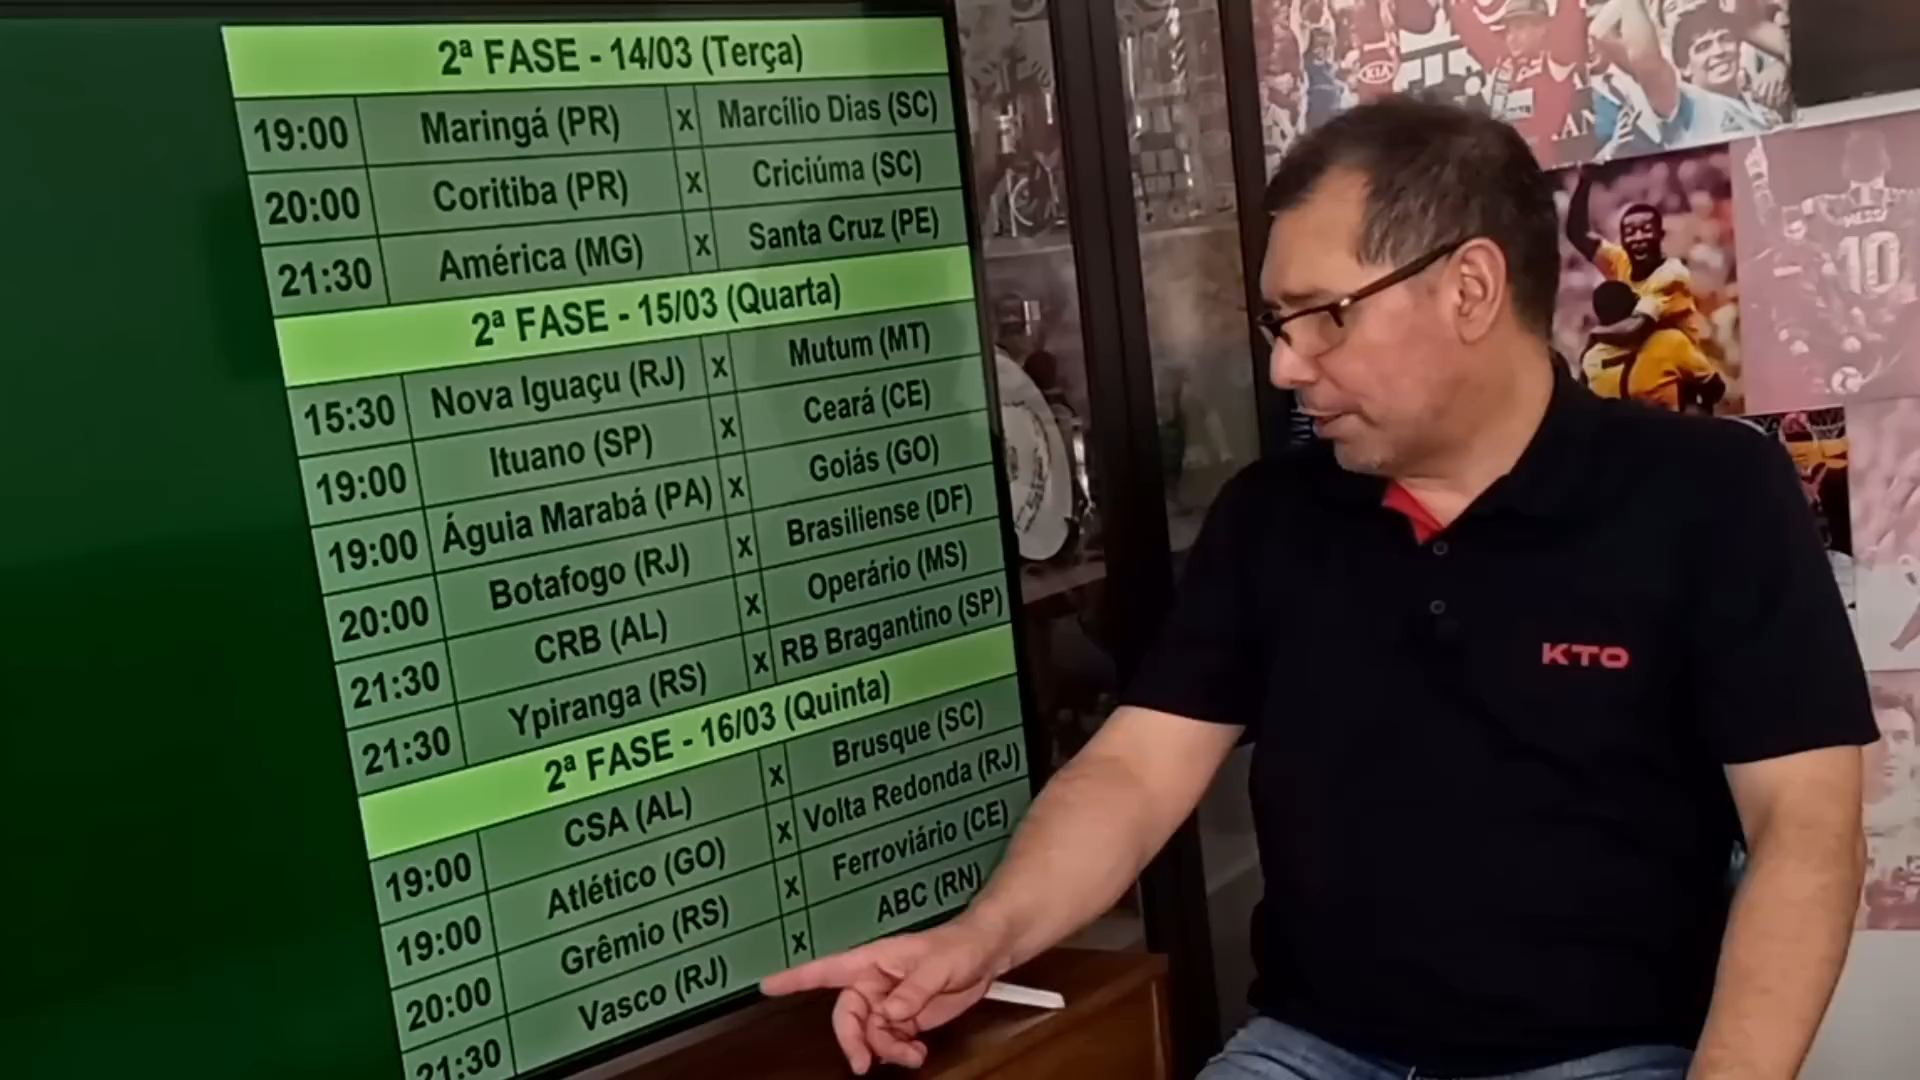 2ª FASE - 14/03 (Terça)
19:00 Maringá (PR) x Marcílio Dias (SC)
20:00 Coritiba (PR) x Criciúma (SC)
21:30 América (MG) x Santa Cruz (PE)
2ª FASE - 15/03 (Quarta)
15:30 Nova Iguaçu (RJ) x Mutum (MT)
19:00 Ituano (SP) x Ceará (CE)
19:00 Águia Marabá (PA) x Goiás (GO)
20:00 Botafogo (RJ) x Brasiliense (DF)
21:30 CRB (AL) x Operário (MS)
21:30 Ypiranga (RS) x RB Bragantino (SP)
2ª FASE - 16/03 (Quinta)
19:00 CSA (AL) x Brusque (SC)
19:00 Atlético (GO) x Volta Redonda (RJ)
20:00 Grêmio (RS) x Ferroviário (CE)
21:30 Vasco (RJ) x ABC (RN)
KTO
KIA
MESSI
10